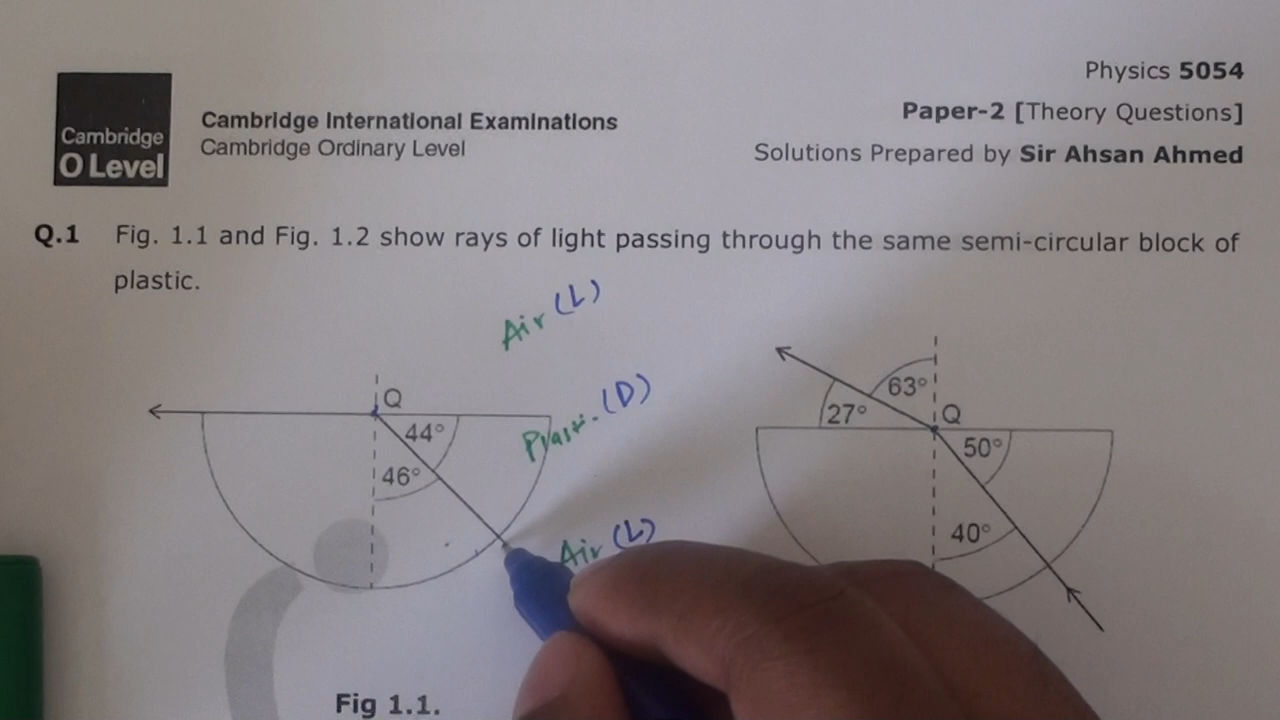 Physics 5054
Cambridge International Examinations
Paper-2 [Theory Questions]
Cambridge
O Level
Cambridge Ordinary Level
Solutions Prepared by Sir Ahsan Ahmed
Q.1 Fig. 1.1 and Fig. 1.2 show rays of light passing through the same semi-circular block of
plastic.
Air (L)
Plasti. (D)
Air (L)
Q
44°
46°
63°
27°
Q
50°
40°
Fig 1.1.